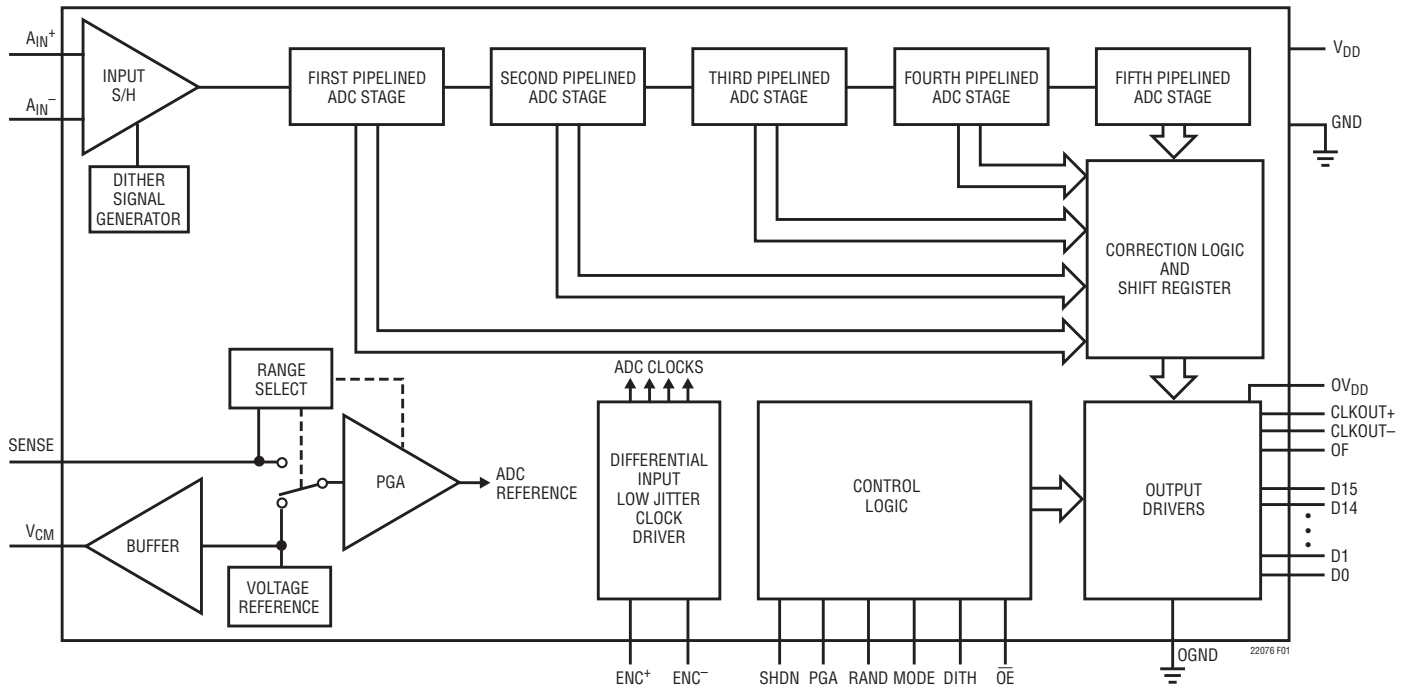 AIN+
AIN−
INPUT
S/H
DITHER
SIGNAL
GENERATOR
FIRST PIPELINED
ADC STAGE
SECOND PIPELINED
ADC STAGE
THIRD PIPELINED
ADC STAGE
FOURTH PIPELINED
ADC STAGE
FIFTH PIPELINED
ADC STAGE
VDD
GND
CORRECTION LOGIC
AND
SHIFT REGISTER
RANGE
SELECT
SENSE
PGA
ADC
REFERENCE
VCM
BUFFER
VOLTAGE
REFERENCE
ADC CLOCKS
DIFFERENTIAL
INPUT
LOW JITTER
CLOCK
DRIVER
CONTROL
LOGIC
OUTPUT
DRIVERS
OVDD
CLKOUT+
CLKOUT–
OF
D15
D14
D1
D0
OGND
ENC+
ENC−
SHDN
PGA
RAND
MODE
DITH
O̅E̅
22076 F01